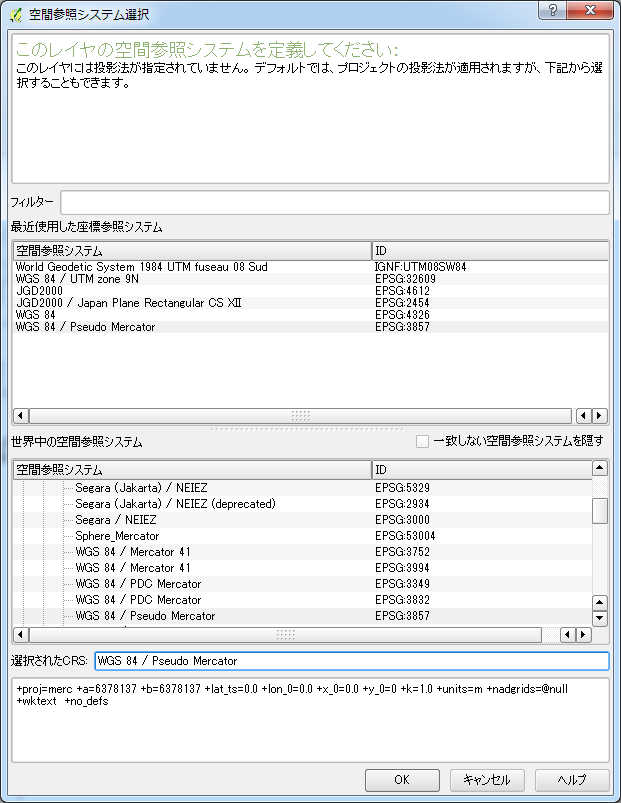 空間参照システム選択
このレイヤの空間参照システムを定義してください:
このレイヤには投影法が指定されていません。デフォルトでは、プロジェクトの投影法が適用されますが、下記から選
択することもできます。
フィルター
最近使用した座標参照システム
空間参照システム ID
World Geodetic System 1984 UTM fuseau 08 Sud IGNF:UTM08SW84
WGS 84 / UTM zone 9N EPSG:32609
JGD2000 EPSG:4612
JGD2000 / Japan Plane Rectangular CS XII EPSG:2454
WGS 84 EPSG:4326
WGS 84 / Pseudo Mercator EPSG:3857
世界中の空間参照システム 一致しない空間参照システムを隠す
空間参照システム ID
Segara (Jakarta) / NEIEZ EPSG:5329
Segara (Jakarta) / NEIEZ (deprecated) EPSG:2934
Segara / NEIEZ EPSG:3000
Sphere_Mercator EPSG:53004
WGS 84 / Mercator 41 EPSG:3752
WGS 84 / Mercator 41 EPSG:3994
WGS 84 / PDC Mercator EPSG:3349
WGS 84 / PDC Mercator EPSG:3832
WGS 84 / Pseudo Mercator EPSG:3857
選択されたCRS: WGS 84 / Pseudo Mercator
+proj=merc +a=6378137 +b=6378137 +lat_ts=0.0 +lon_0=0.0 +x_0=0.0 +y_0=0 +k=1.0 +units=m +nadgrids=@null
+wktext +no_defs
OK キャンセル ヘルプ